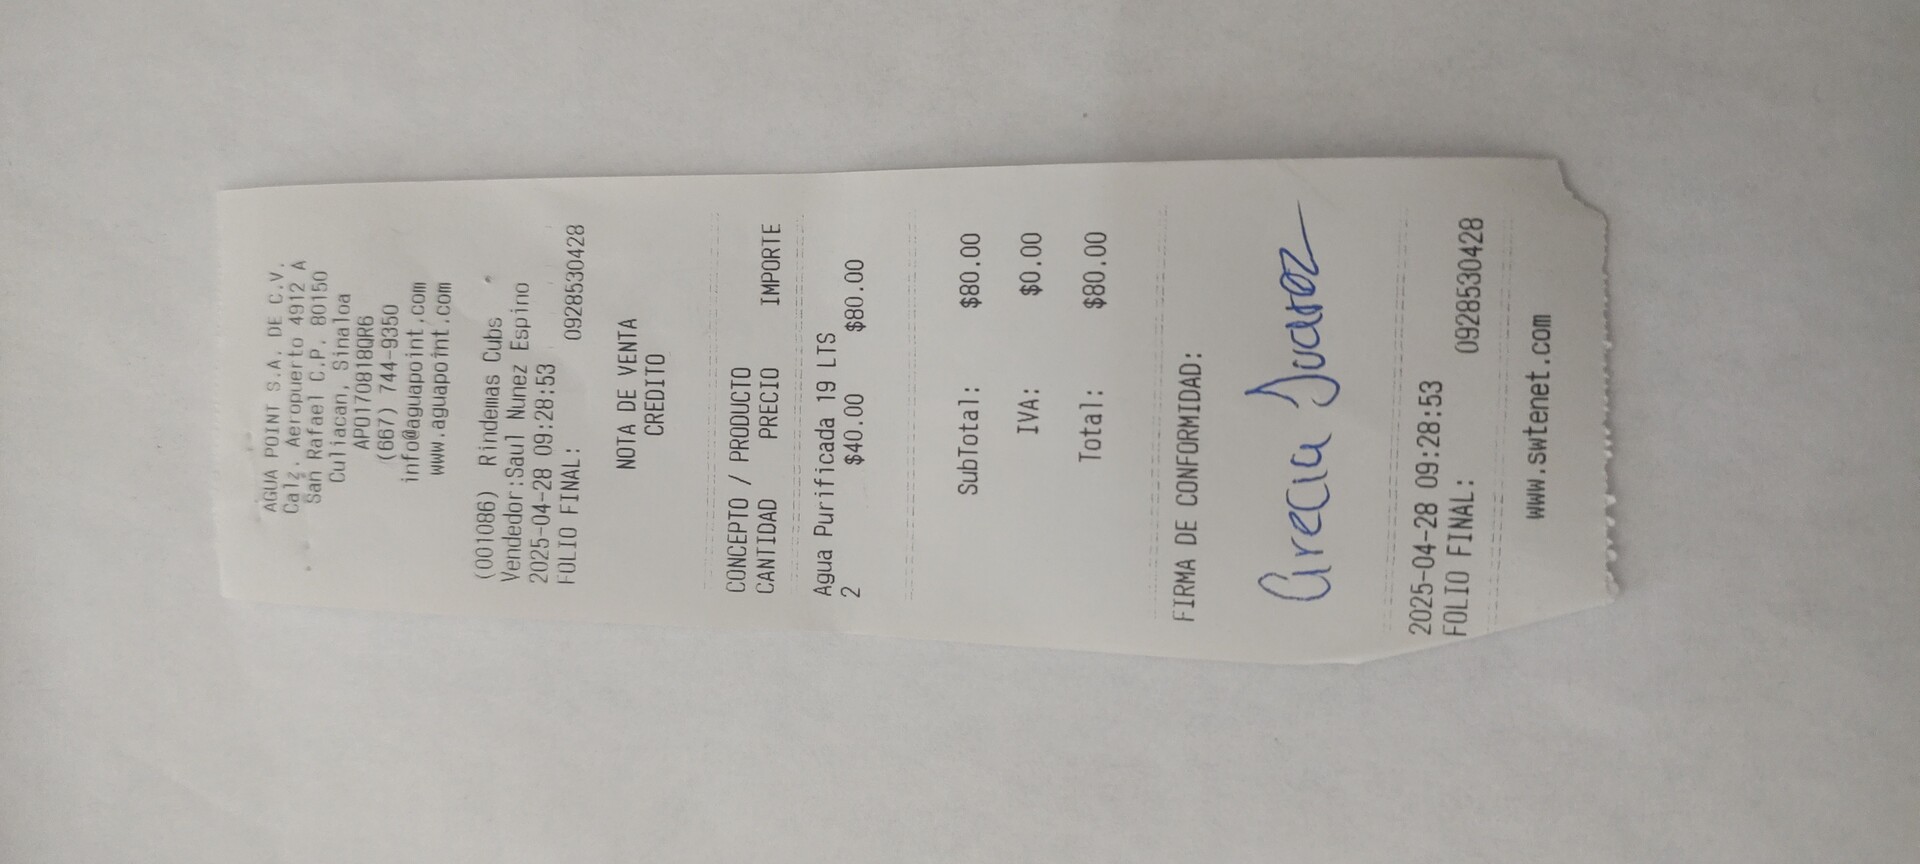 AGUA POINT S.A. DE C.V.
Calz. Aeropuerto 4912 A
San Rafael C.P. 80150
Culiacan, Sinaloa
APO170818QR6
(667) 744-9350
info@aguapoint.com
www.aguapoint.com
(001086) Rindemas Cubs
Vendedor:Saul Nunez Espino
2025-04-28 09:28:53
FOLIO FINAL: 0928530428
NOTA DE VENTA
CREDITO
CONCEPTO / PRODUCTO
CANTIDAD PRECIO IMPORTE
Agua Purificada 19 LTS
2 $40.00 $80.00
SubTotal: $80.00
IVA: $0.00
Total: $80.00
FIRMA DE CONFORMIDAD:
Grecia Juarez
2025-04-28 09:28:53
FOLIO FINAL: 0928530428
www.swtenet.com